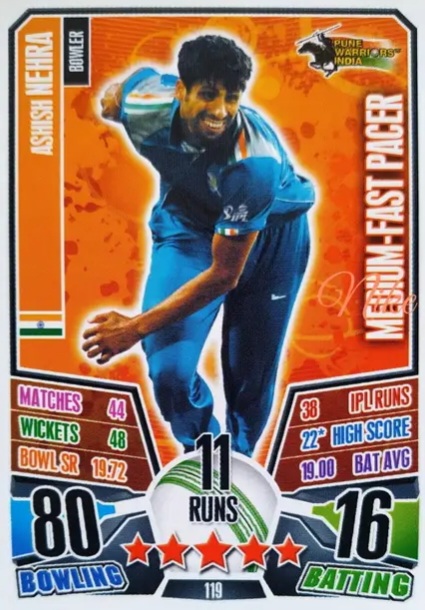 ASHISH NEHRA
BOWLER
PUNE
WARRIORS
INDIA
MEDIUM-FAST PACER
Nike
MATCHES 44
WICKETS 48
BOWL SR 19.72
38 IPL RUNS
22* HIGH SCORE
19.00 BAT AVG
11
RUNS
80
BOWLING
16
BATTING
119